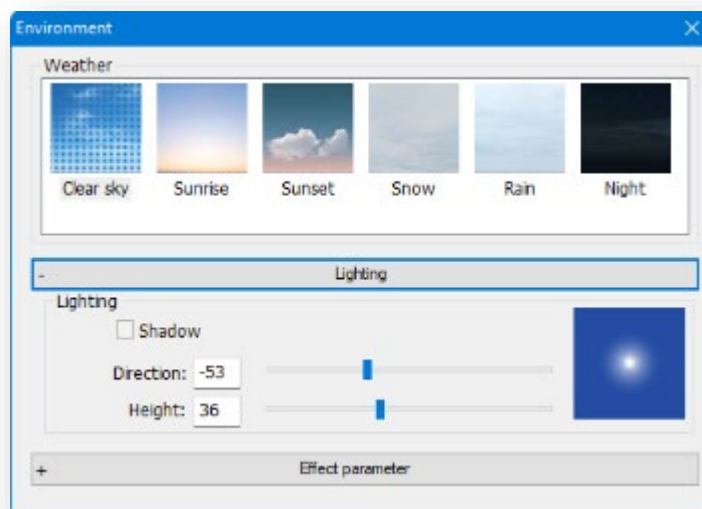 Environment
Weather
Clear sky Sunrise Sunset Snow Rain Night
- Lighting
Lighting
Shadow
Direction: -53
Height: 36
+ Effect parameter